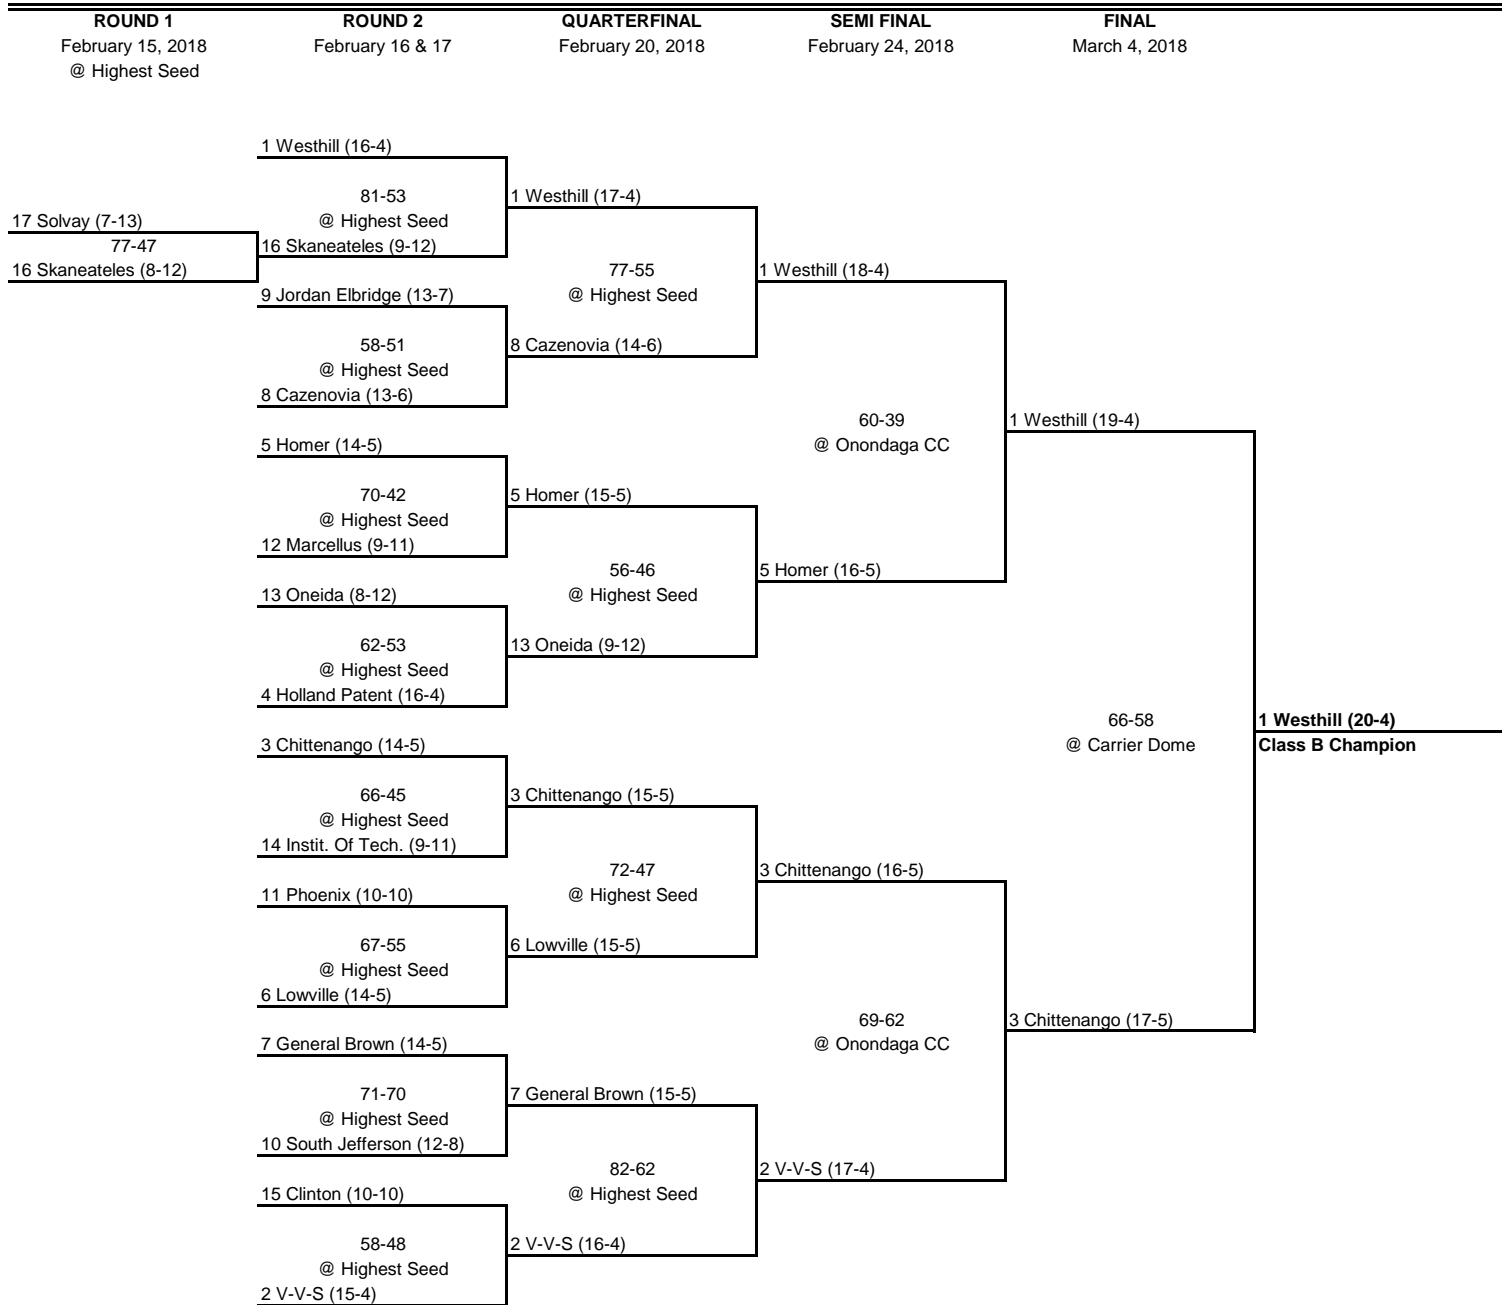 ROUND 1
February 15, 2018
@ Highest Seed
ROUND 2
February 16 & 17
QUARTERFINAL
February 20, 2018
SEMI FINAL
February 24, 2018
FINAL
March 4, 2018
17 Solvay (7-13)
77-47
16 Skaneateles (8-12)
1 Westhill (16-4)
81-53
@ Highest Seed
16 Skaneateles (9-12)
9 Jordan Elbridge (13-7)
58-51
@ Highest Seed
8 Cazenovia (13-6)
5 Homer (14-5)
70-42
@ Highest Seed
12 Marcellus (9-11)
13 Oneida (8-12)
62-53
@ Highest Seed
4 Holland Patent (16-4)
3 Chittenango (14-5)
66-45
@ Highest Seed
14 Instit. Of Tech. (9-11)
11 Phoenix (10-10)
67-55
@ Highest Seed
6 Lowville (14-5)
7 General Brown (14-5)
71-70
@ Highest Seed
10 South Jefferson (12-8)
15 Clinton (10-10)
58-48
@ Highest Seed
2 V-V-S (15-4)
1 Westhill (17-4)
77-55
@ Highest Seed
8 Cazenovia (14-6)
5 Homer (15-5)
56-46
@ Highest Seed
13 Oneida (9-12)
3 Chittenango (15-5)
72-47
@ Highest Seed
6 Lowville (15-5)
7 General Brown (15-5)
82-62
@ Highest Seed
2 V-V-S (16-4)
1 Westhill (18-4)
60-39
@ Onondaga CC
5 Homer (16-5)
3 Chittenango (16-5)
69-62
@ Onondaga CC
2 V-V-S (17-4)
1 Westhill (19-4)
66-58
@ Carrier Dome
3 Chittenango (17-5)
1 Westhill (20-4)
Class B Champion